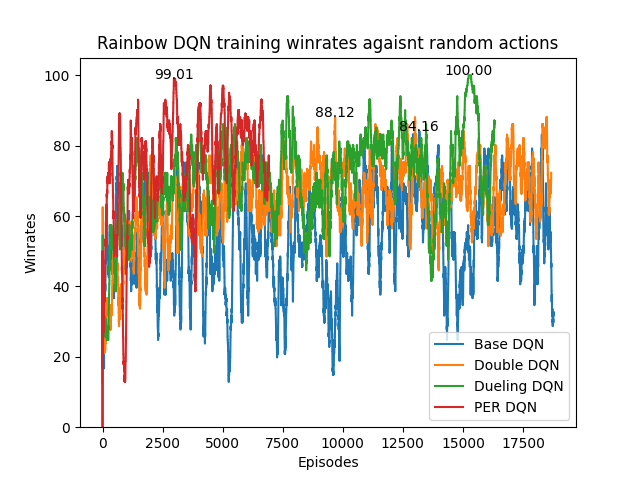 Rainbow DQN training winrates agaisnt random actions
Winrates
100
80
60
40
20
0
99.01
88.12
84.16
100.00
Base DQN
Double DQN
Dueling DQN
PER DQN
0 2500 5000 7500 10000 12500 15000 17500
Episodes